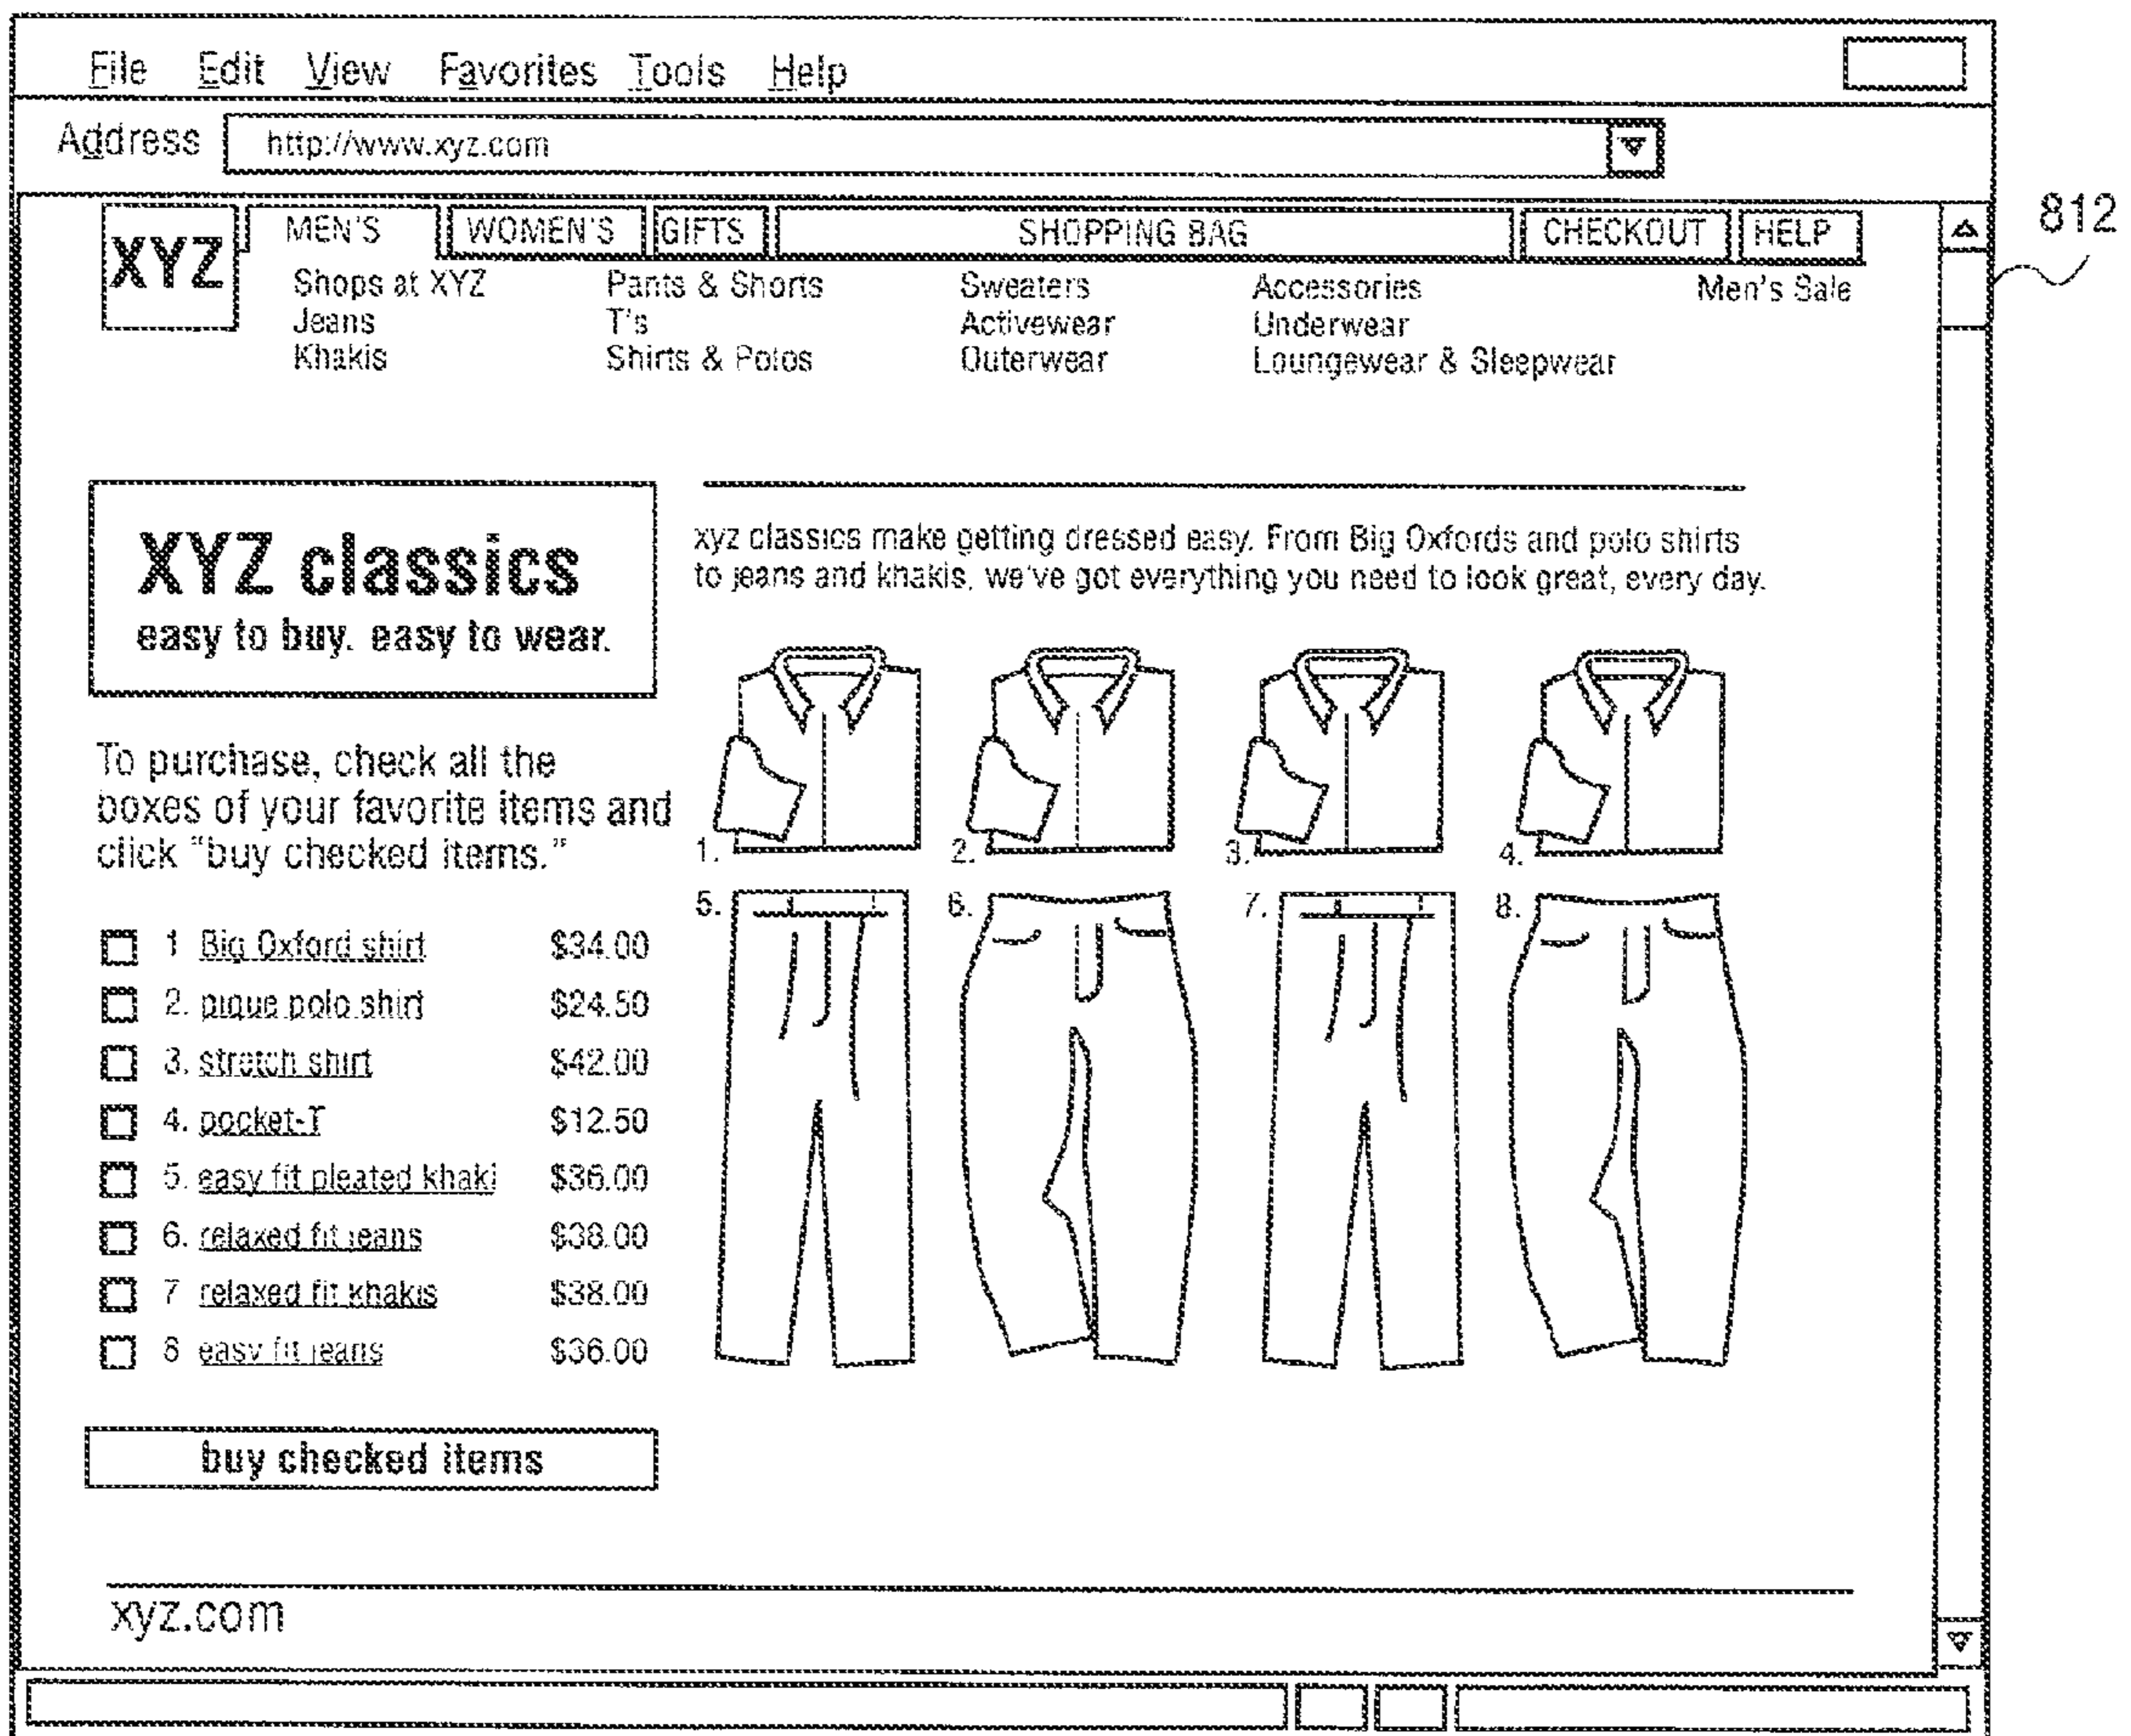 File Edit View Favorites Tools Help
Address http://www.xyz.com
812
XYZ MEN'S WOMEN'S GIFTS SHOPPING BAG CHECKOUT HELP
Shops at XYZ Pants & Shorts Sweaters Accessories Men's Sale
Jeans T's Activewear Underwear
Khakis Shirts & Polos Outerwear Loungewear & Sleepwear
XYZ classics
easy to buy. easy to wear.
xyz classics make getting dressed easy. From Big Oxfords and polo shirts
to jeans and khakis, we've got everything you need to look great, every day.
To purchase, check all the
boxes of your favorite items and
click "buy checked items."
1. 2. 3. 4.
5. 6. 7. 8.
1 Big Oxford shirt $34.00
2. pique polo shirt $24.50
3. stretch shirt $42.00
4. pocket-T $12.50
5. easy fit pleated khaki $36.00
6. relaxed fit jeans $38.00
7 relaxed fit khakis $38.00
8 easy fit jeans $36.00
buy checked items
xyz.com